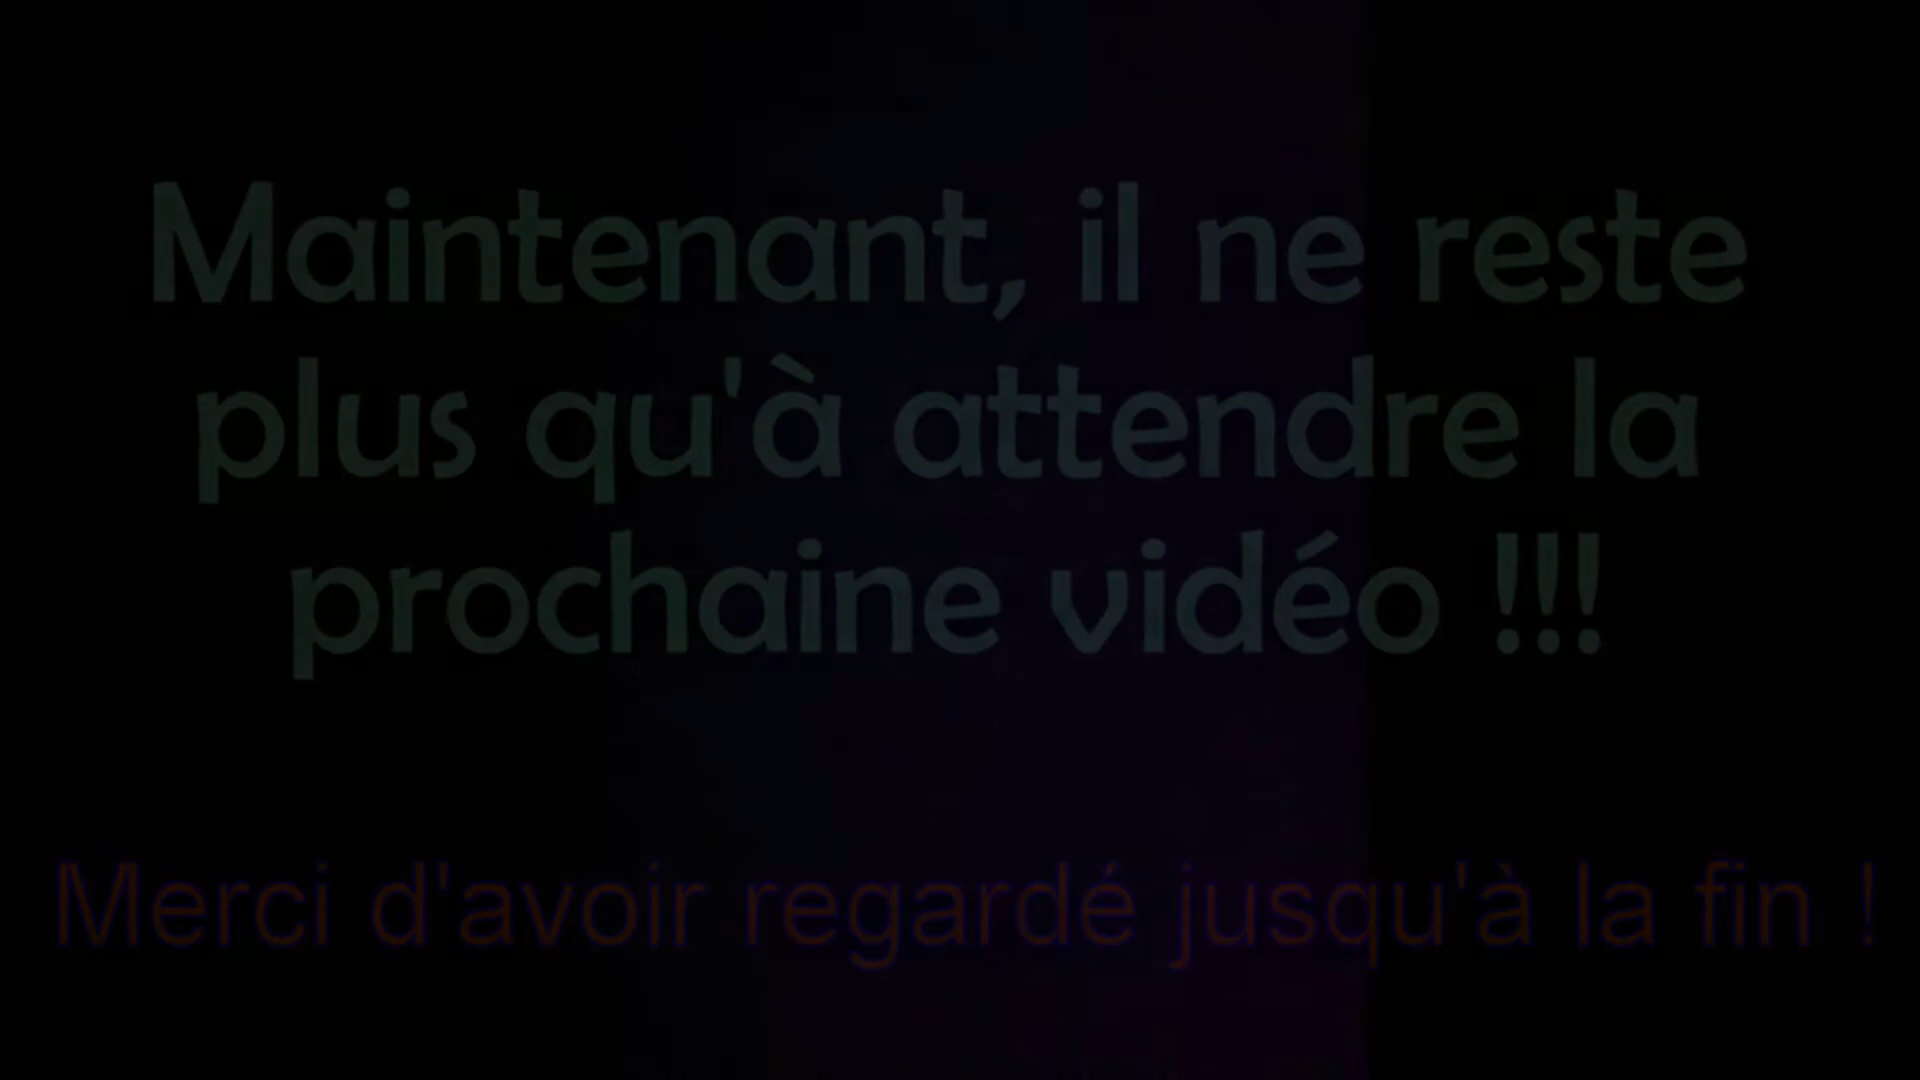 Maintenant, il ne reste
plus qu'à attendre la
prochaine vidéo !!!
Merci d'avoir regardé jusqu'à la fin !